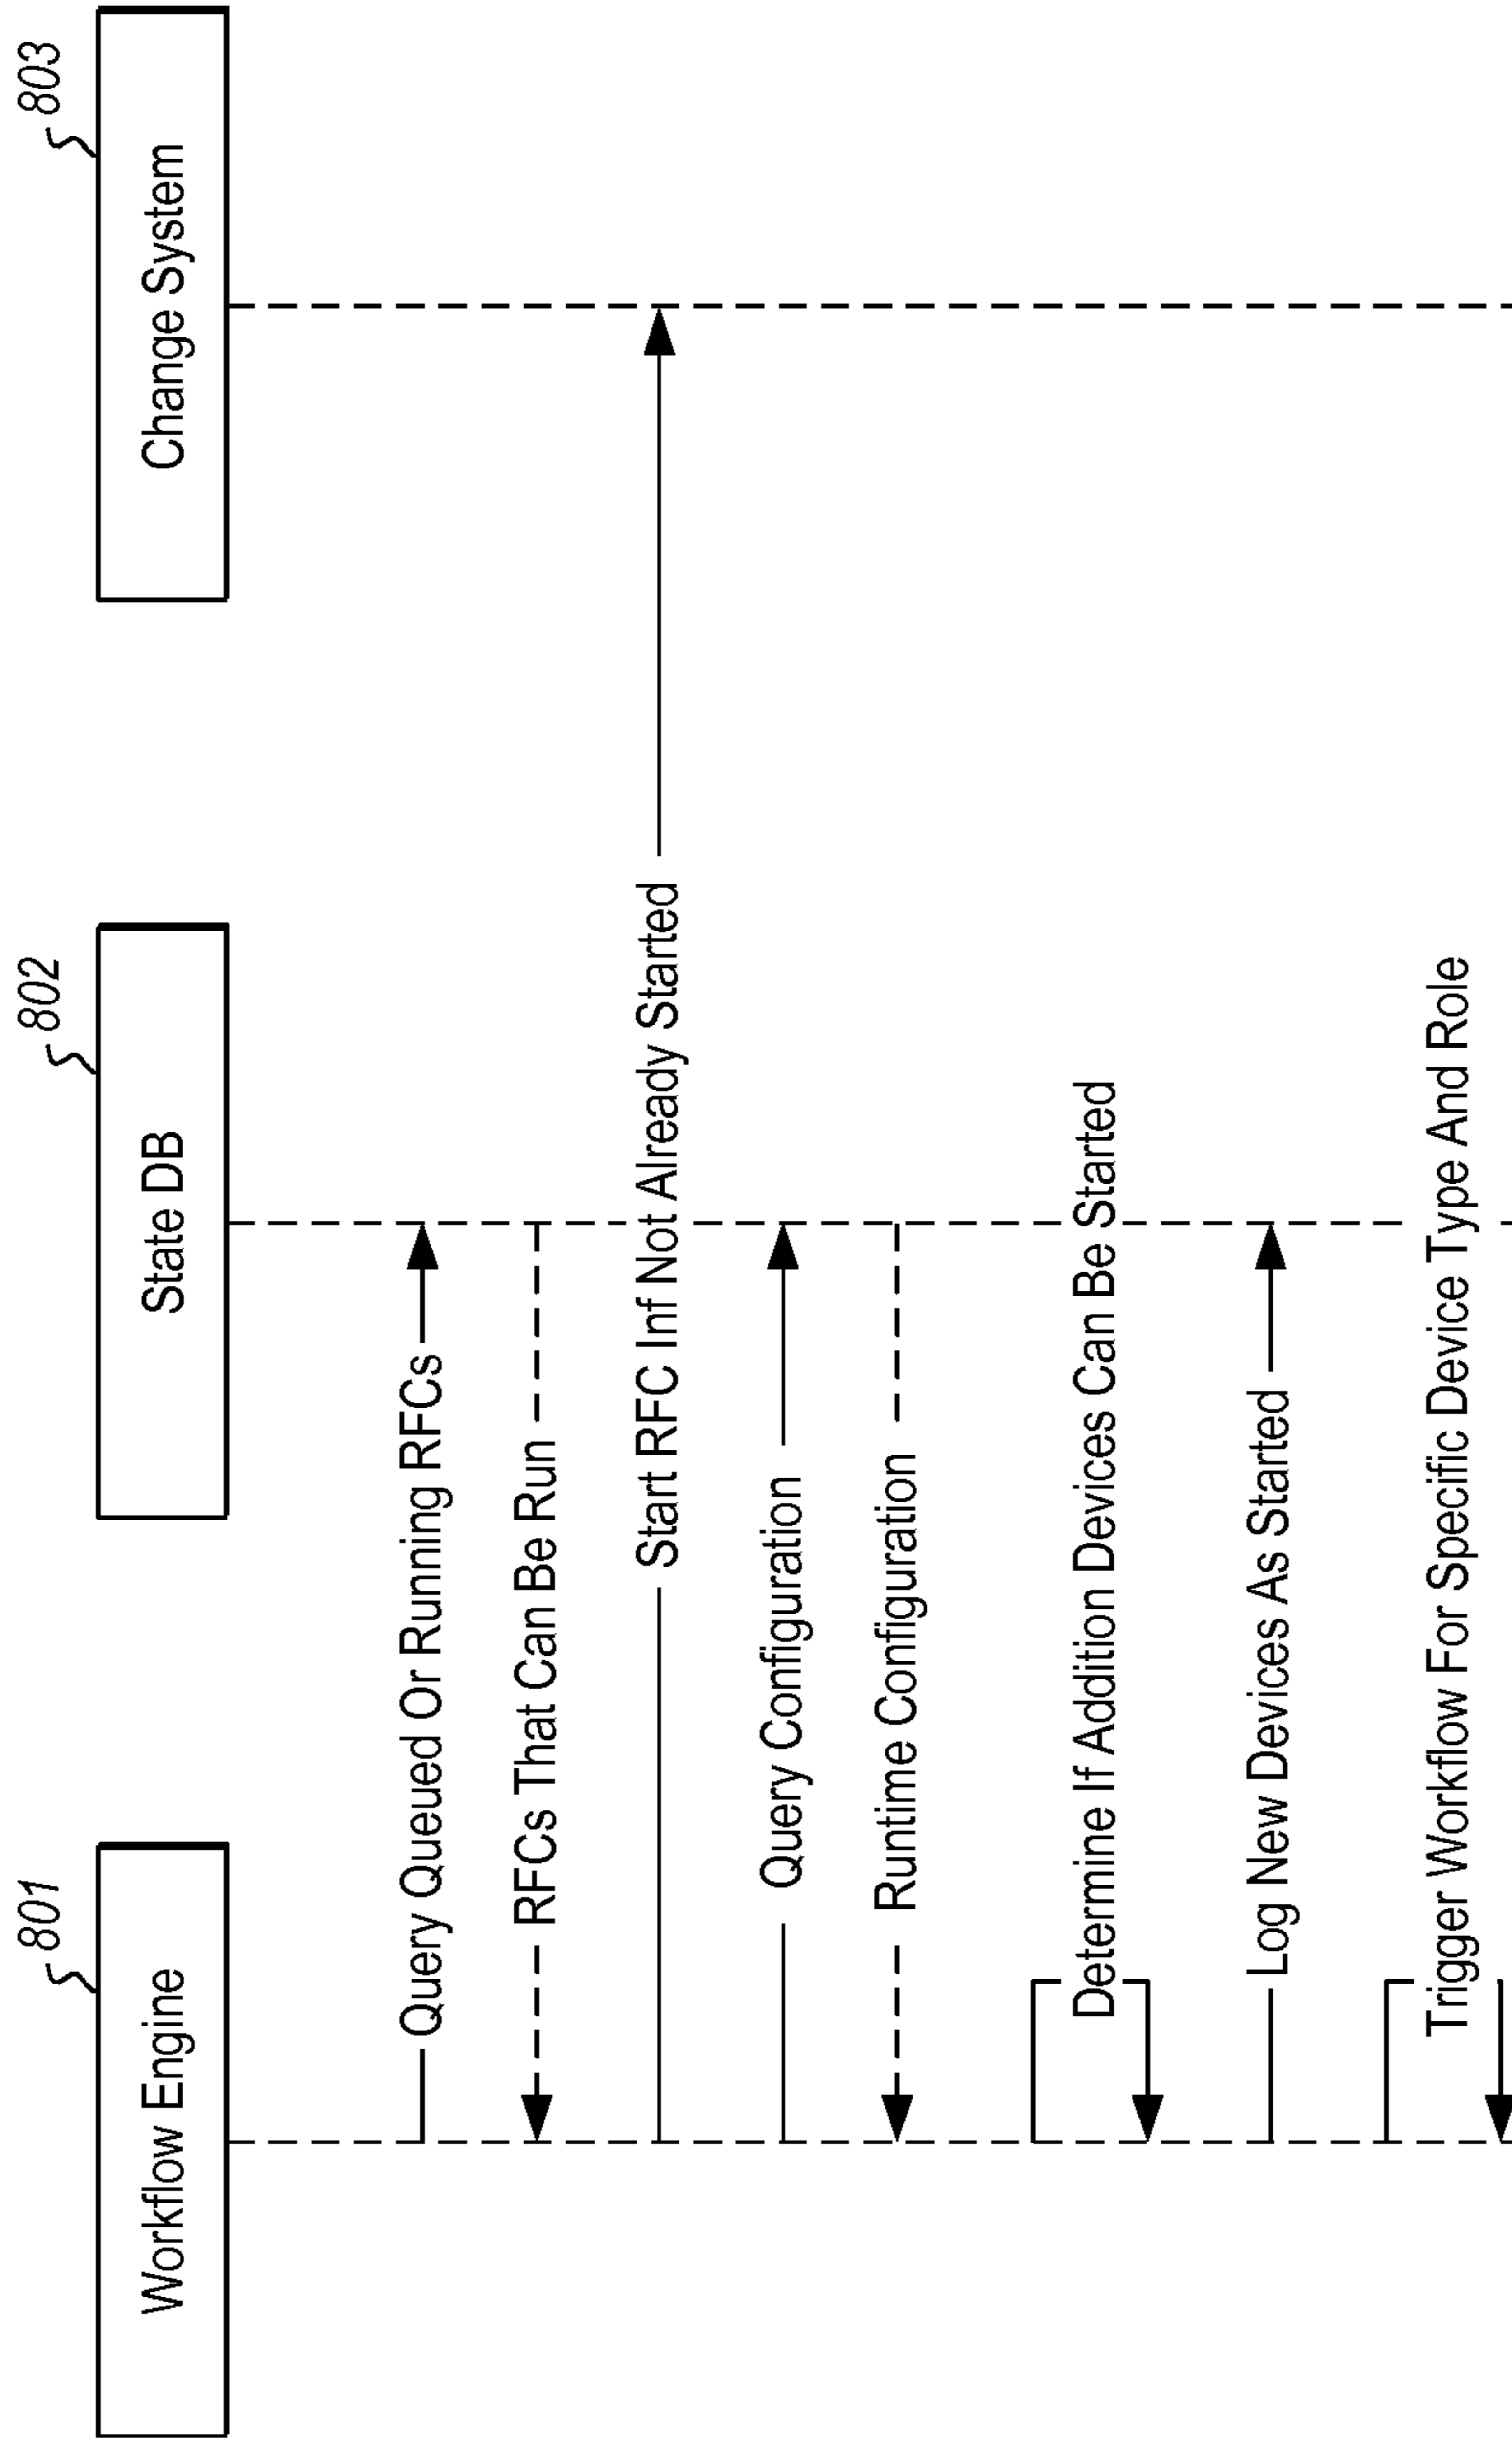 801
Workflow Engine
802
State DB
803
Change System
Query Queued Or Running RFCs
RFCs That Can Be Run
Start RFC Inf Not Already Started
Query Configuration
Runtime Configuration
Determine If Addition Devices Can Be Started
Log New Devices As Started
Trigger Workflow For Specific Device Type And Role